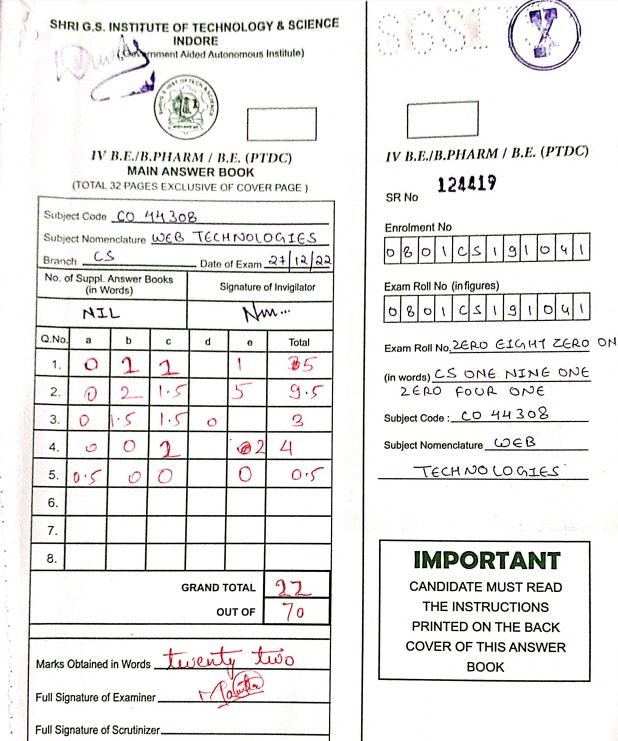 SHRI G.S. INSTITUTE OF TECHNOLOGY & SCIENCE
INDORE
(Government Aided Autonomous Institute)
IV B.E./B.PHARM / B.E. (PTDC)
MAIN ANSWER BOOK
(TOTAL 32 PAGES EXCLUSIVE OF COVER PAGE )
Subject Code CO 44308
Subject Nomenclature WEB TECHNOLOGIES
Branch CS Date of Exam 27/12/22
No. of Suppl. Answer Books (in Words) Signature of Invigilator
NIL
Q.No. a b c d e Total
1. 0 1 5
2. 0 2 1.5 5 9.5
3. 0 1.5 1.5 0 3
4. 0 0 2 2 4
5. 0.5 0 0 0 0.5
6.
7.
8.
GRAND TOTAL 22
OUT OF 70
Marks Obtained in Words twenty two
Full Signature of Examiner
Full Signature of Scrutinizer
SGSITS
IV B.E./B.PHARM / B.E. (PTDC)
SR No 124419
Enrolment No
0801CS191041
Exam Roll No (in figures)
0801CS191041
Exam Roll No. ZERO EIGHT ZERO ON
(in words) CS ONE NINE ONE
ZERO FOUR ONE
Subject Code : CO 44308
Subject Nomenclature WEB
TECHNOLOGIES
IMPORTANT
CANDIDATE MUST READ
THE INSTRUCTIONS
PRINTED ON THE BACK
COVER OF THIS ANSWER
BOOK